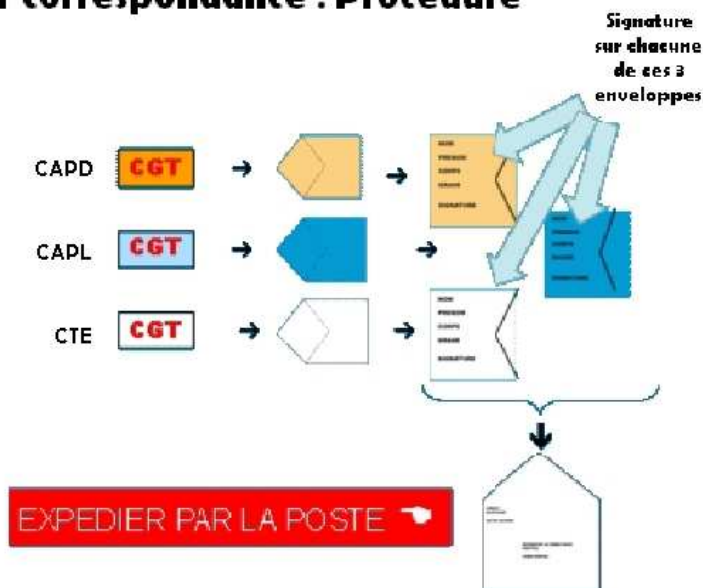 correspondance : Procédure
Signature
sur chacune
de ces 3
enveloppes
CAPD
CGT
NOM
PRENOM
CORPS
GRADE
SIGNATURE
CAPL
CGT
CTE
CGT
NOM
PRENOM
CORPS
GRADE
SIGNATURE
EXPEDIER PAR LA POSTE